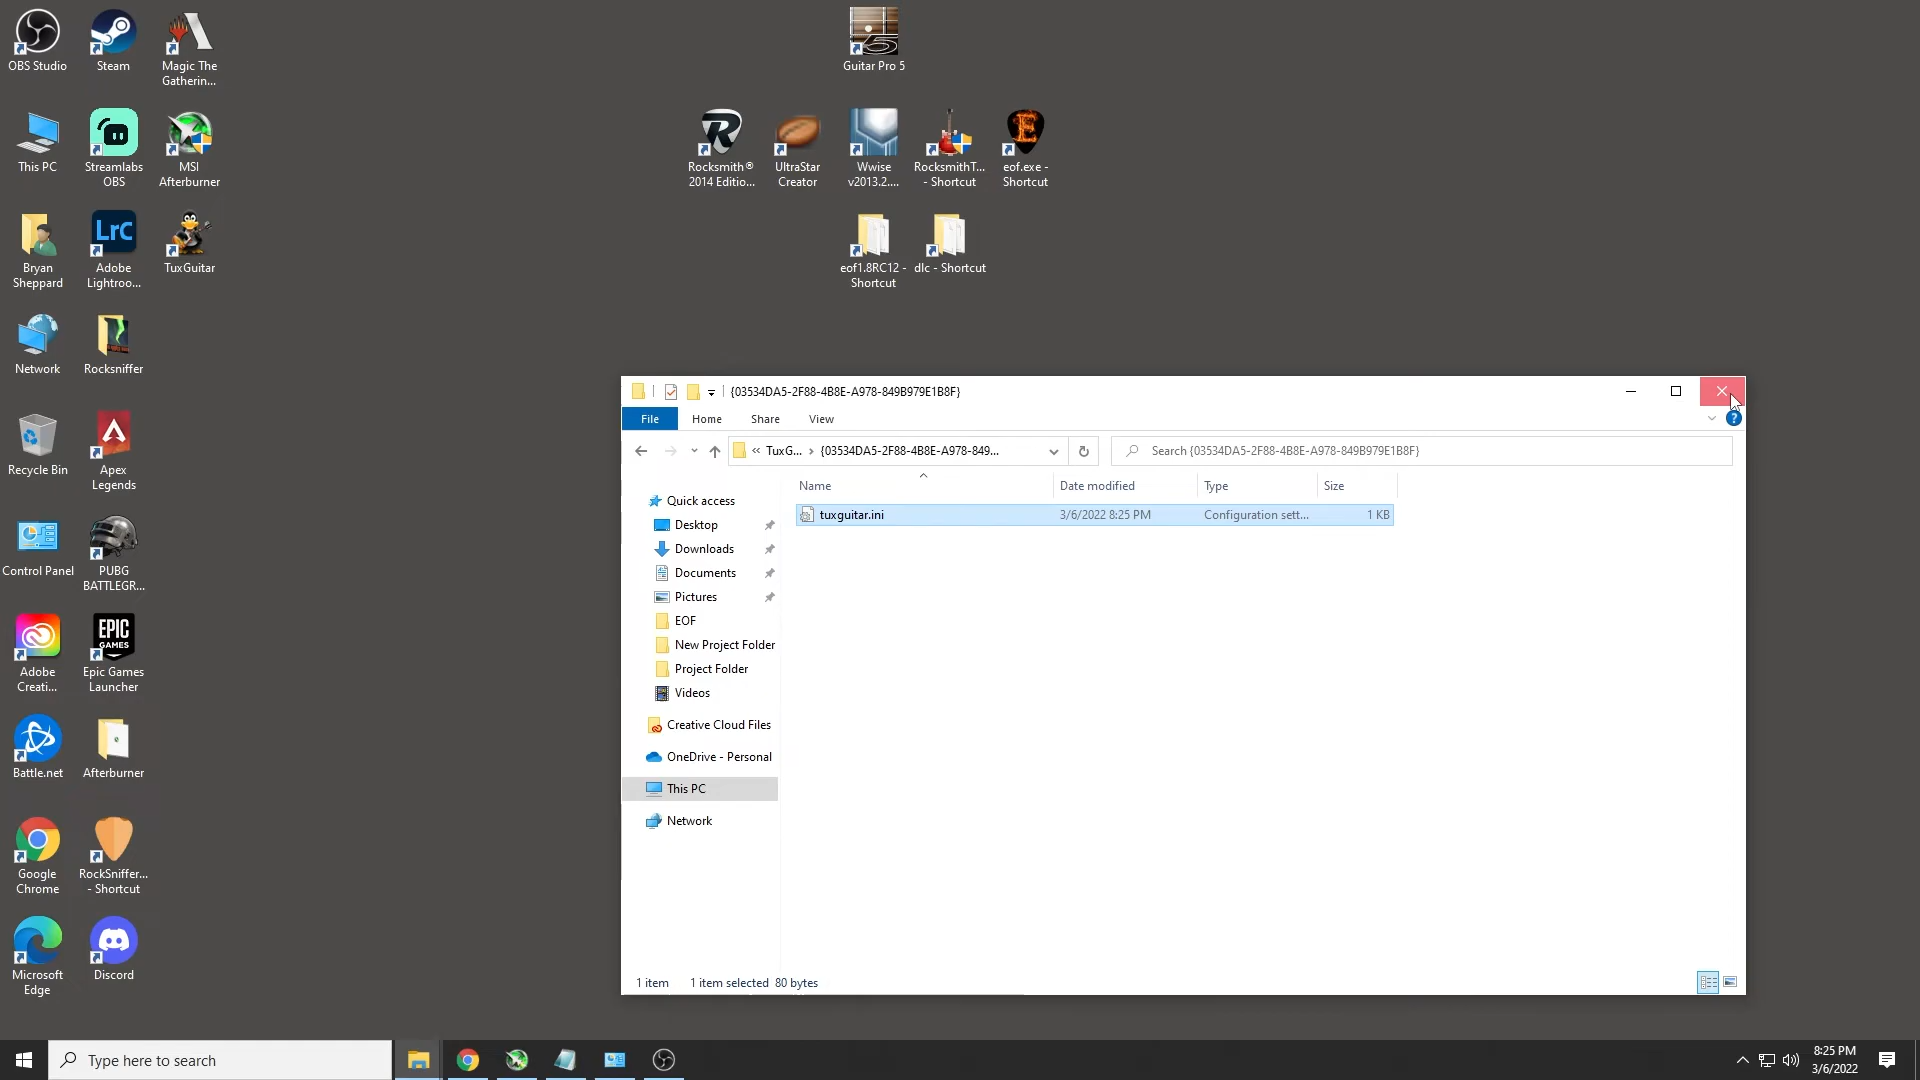 OBS Studio
Steam
Magic The
Gatherin...
Guitar Pro 5
This PC
Streamlabs
OBS
MSI
Afterburner
Rocksmith®
2014 Editio...
UltraStar
Creator
Wwise
v2013.2....
RocksmithT...
- Shortcut
eof.exe -
Shortcut
Bryan
Sheppard
LrC
Adobe
Lightroo...
TuxGuitar
eof1.8RC12 -
Shortcut
dlc - Shortcut
Network
Rocksniffer
Recycle Bin
Apex
Legends
Control Panel
PUBG
BATTLEGR...
Adobe
Creati...
EPIC
GAMES
Epic Games
Launcher
Battle.net
Afterburner
Google
Chrome
RockSniffer...
- Shortcut
Microsoft
Edge
Discord
{03534DA5-2F88-4B8E-A978-849B979E1B8F}
File Home Share View
« TuxG... › {03534DA5-2F88-4B8E-A978-849...
Search {03534DA5-2F88-4B8E-A978-849B979E1B8F}
Name Date modified Type Size
tuxguitar.ini 3/6/2022 8:25 PM Configuration sett... 1 KB
Quick access
Desktop
Downloads
Documents
Pictures
EOF
New Project Folder
Project Folder
Videos
Creative Cloud Files
OneDrive - Personal
This PC
Network
1 item 1 item selected 80 bytes
Type here to search
8:25 PM
3/6/2022